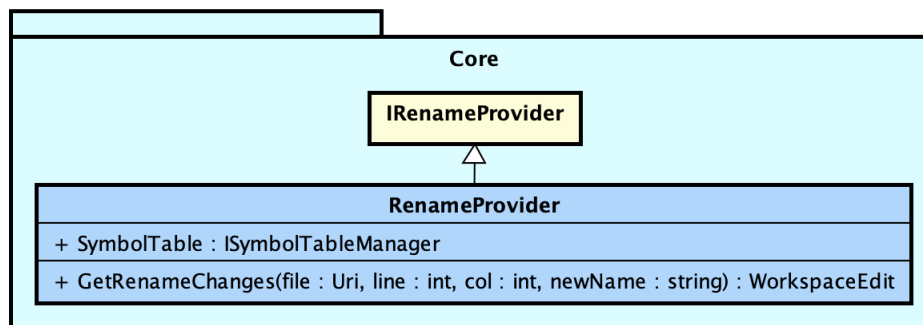 Core
IRenameProvider
RenameProvider
+ SymbolTable : ISymbolTableManager
+ GetRenameChanges(file : Uri, line : int, col : int, newName : string) : WorkspaceEdit